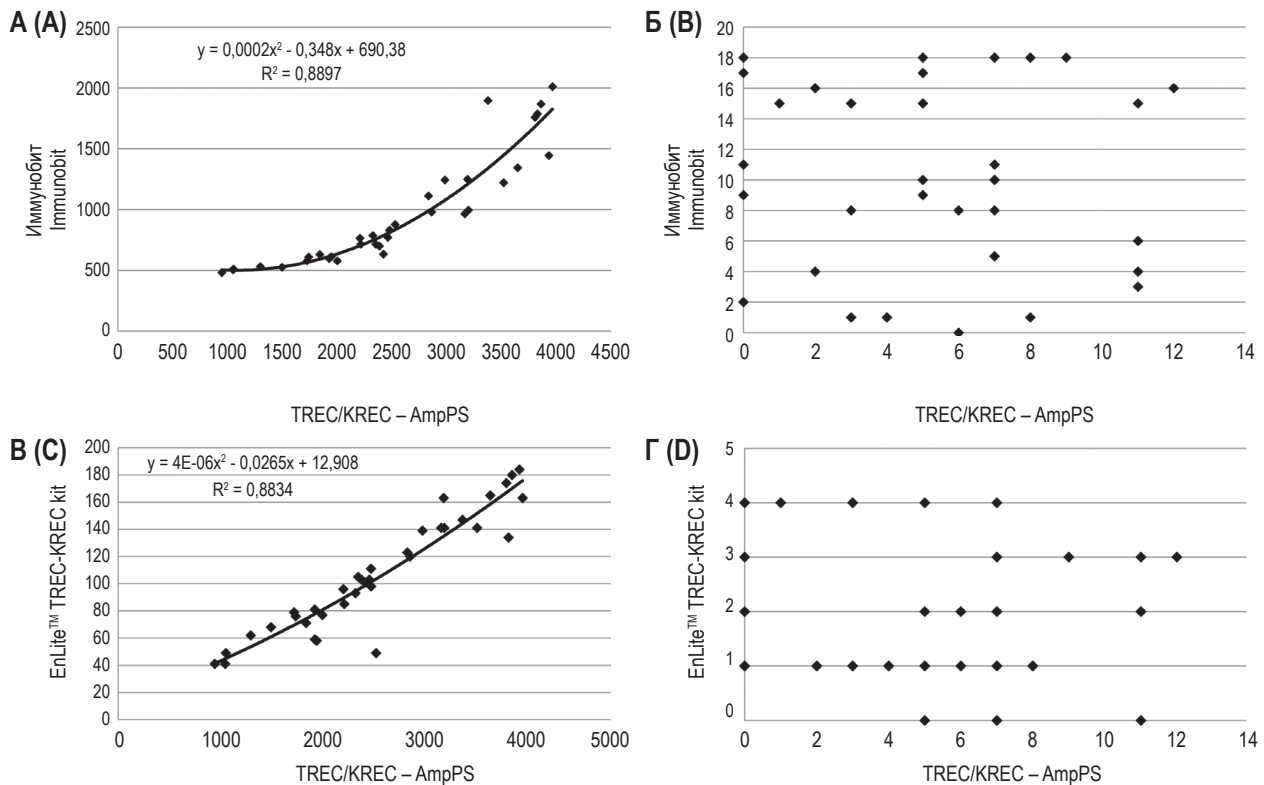 А (A)
y = 0,0002x² - 0,348x + 690,38
R² = 0,8897
Иммунобит
Immunobit
2500
2000
1500
1000
500
0
0 500 1000 1500 2000 2500 3000 3500 4000 4500
TREC/KREC – AmpPS
Б (B)
Иммунобит
Immunobit
20
18
16
14
12
10
8
6
4
2
0
0 2 4 6 8 10 12 14
TREC/KREC – AmpPS
В (C)
y = 4E-06x² - 0,0265x + 12,908
R² = 0,8834
EnLite™ TREC-KREC kit
200
180
160
140
120
100
80
60
40
20
0
0 1000 2000 3000 4000 5000
TREC/KREC – AmpPS
Г (D)
EnLite™ TREC-KREC kit
5
4
3
2
1
0
0 2 4 6 8 10 12 14
TREC/KREC – AmpPS